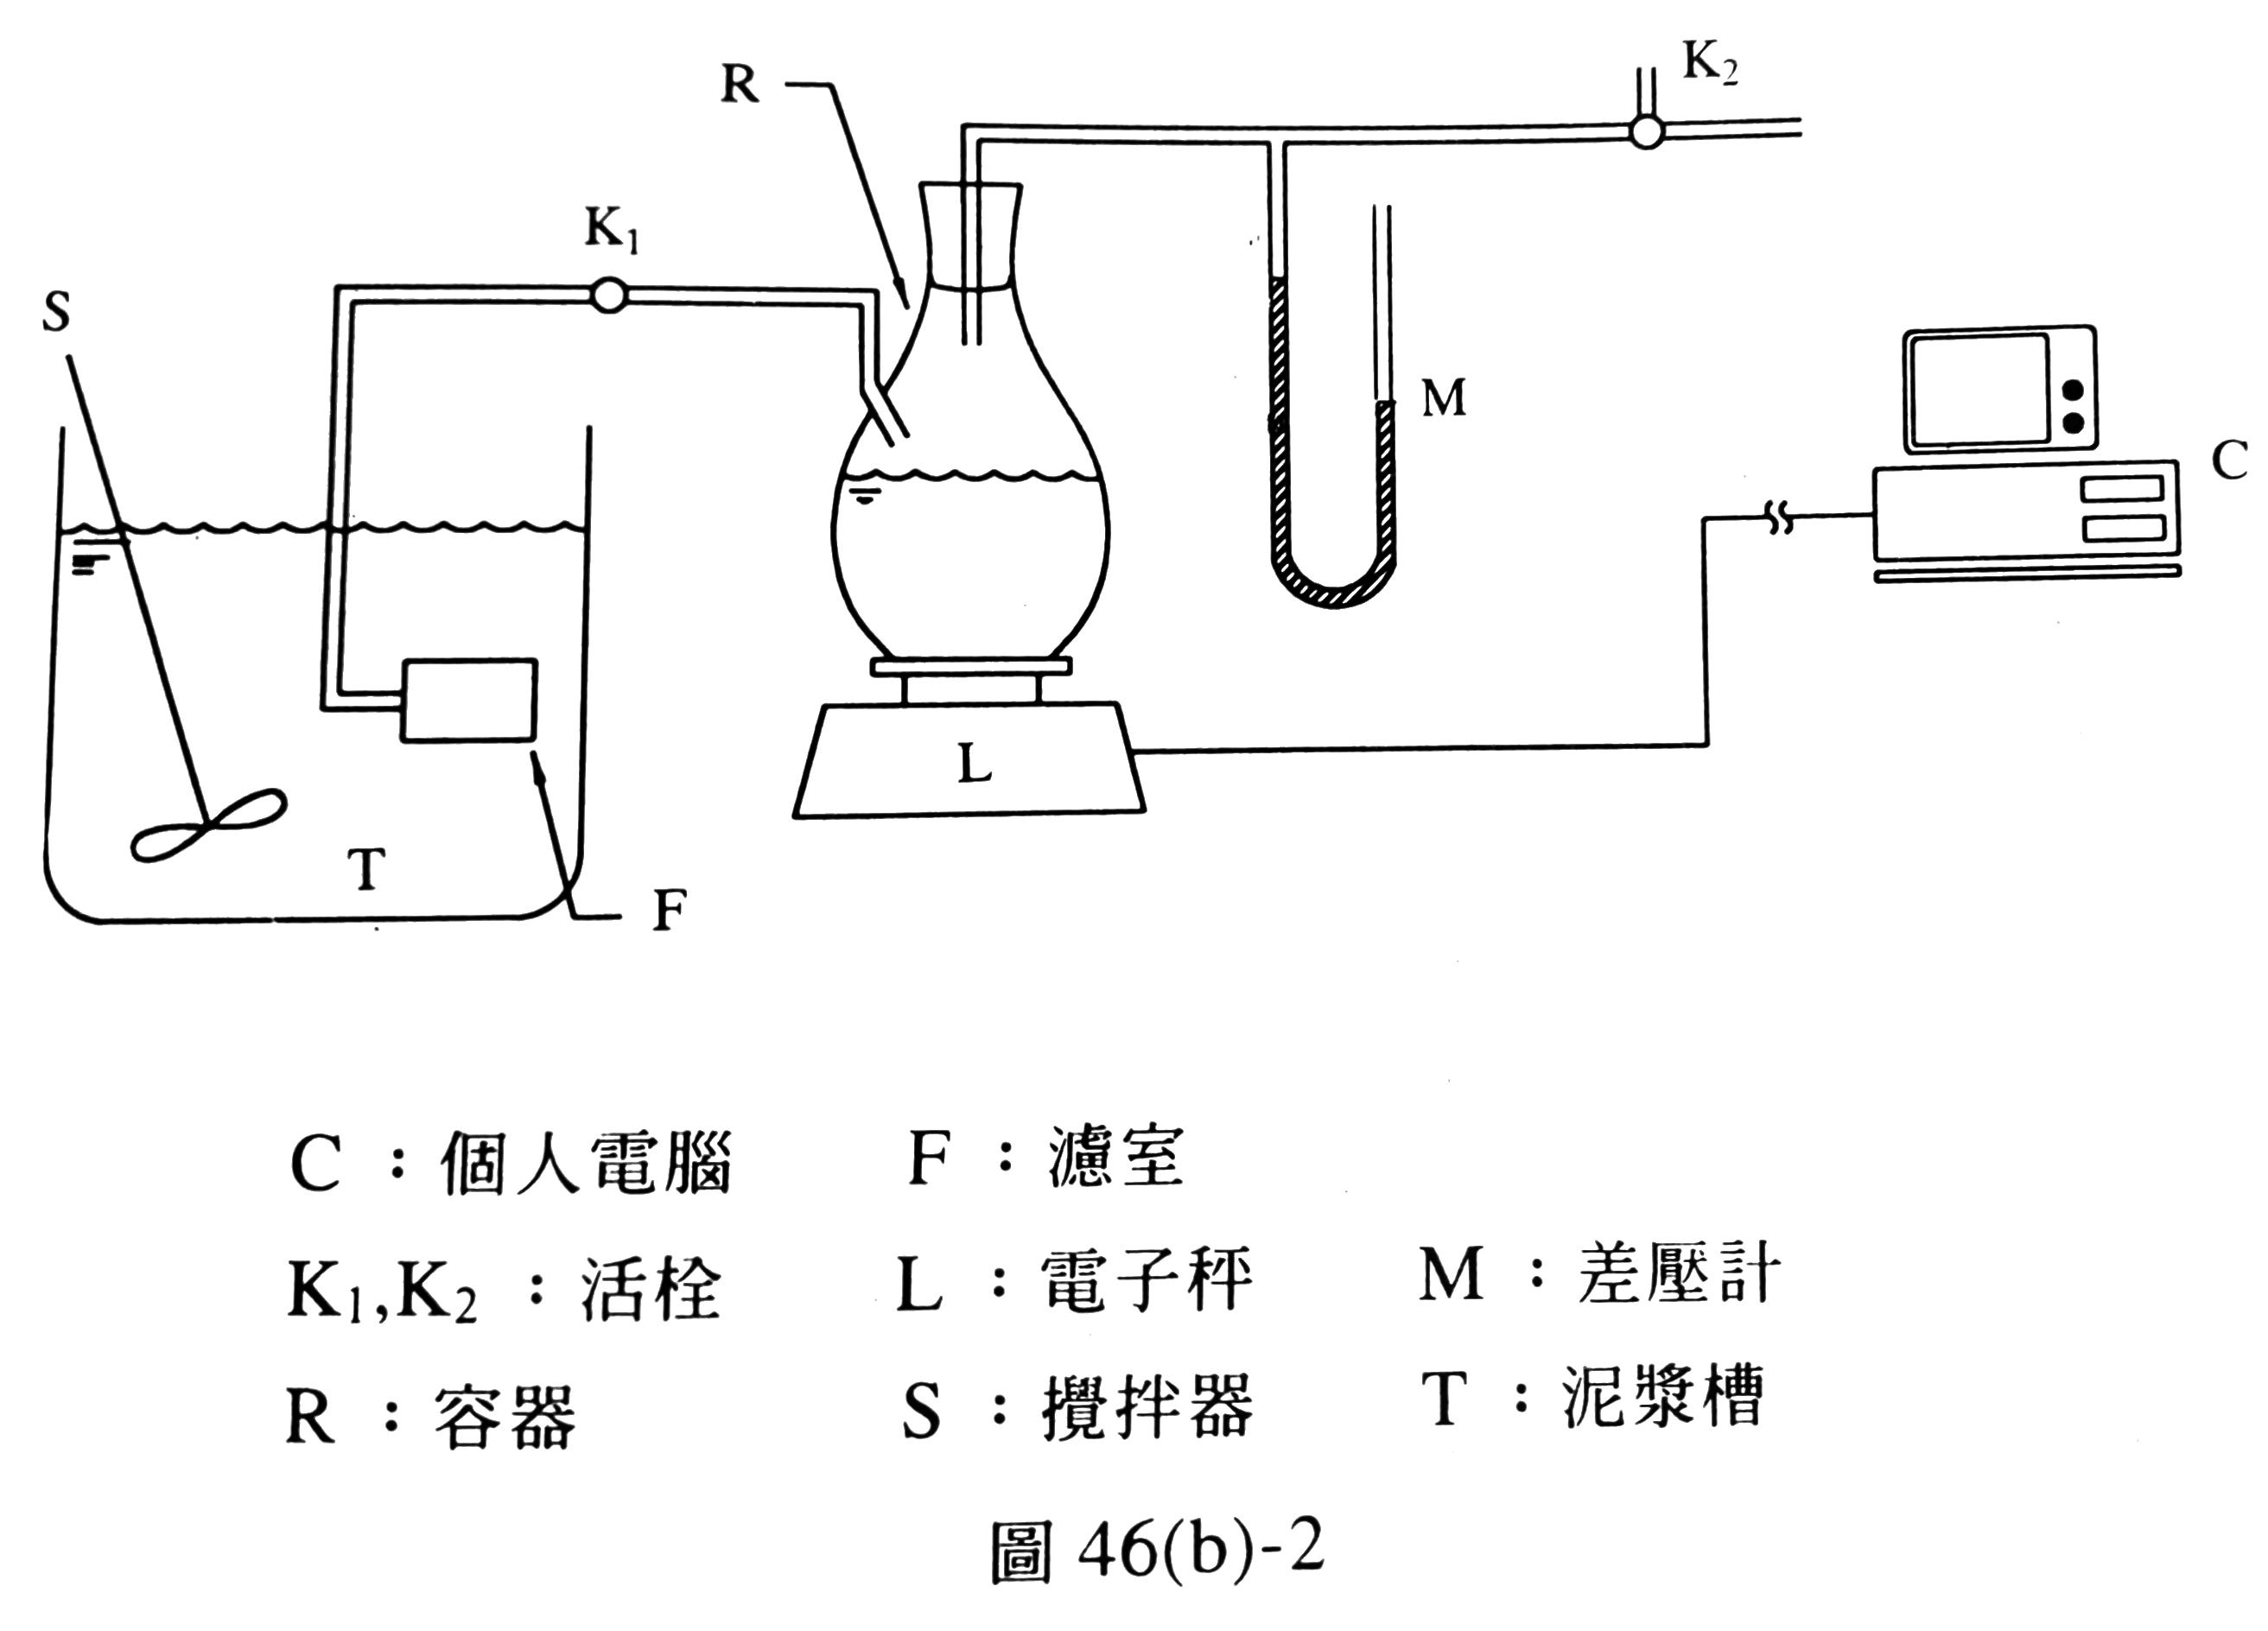 R
K₂
K₁
S
M
C
L
T
F
C : 個人電腦 F : 濾室
K₁,K₂ : 活栓 L : 電子秤 M : 差壓計
R : 容器 S : 攪拌器 T : 泥漿槽
圖 46(b)-2